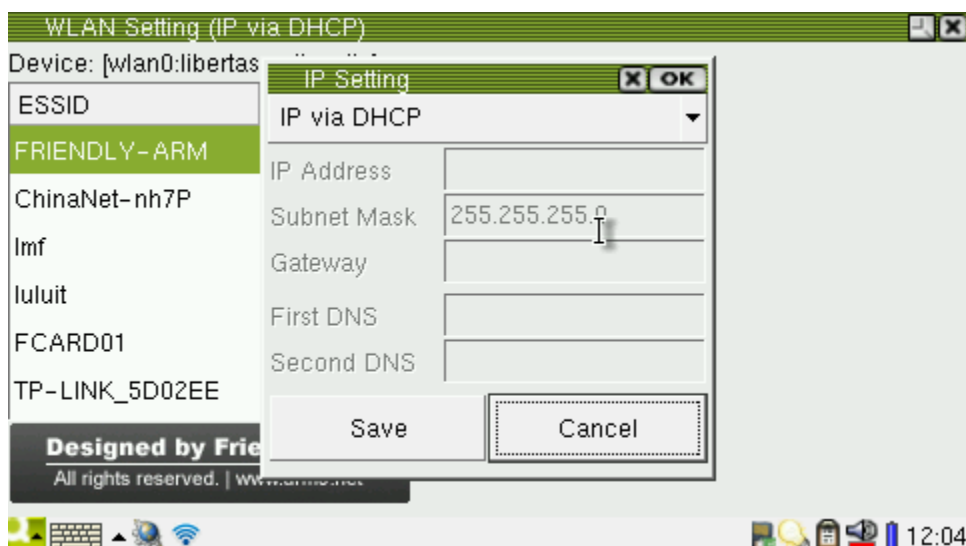 WLAN Setting (IP via DHCP)
Device: [wlan0:libertas
ESSID
FRIENDLY-ARM
ChinaNet-nh7P
lmf
luluit
FCARD01
TP-LINK_5D02EE
Designed by Frie
All rights reserved. |
IP Setting
OK
IP via DHCP
IP Address
Subnet Mask 255.255.255.0
Gateway
First DNS
Second DNS
Save
Cancel
12:04